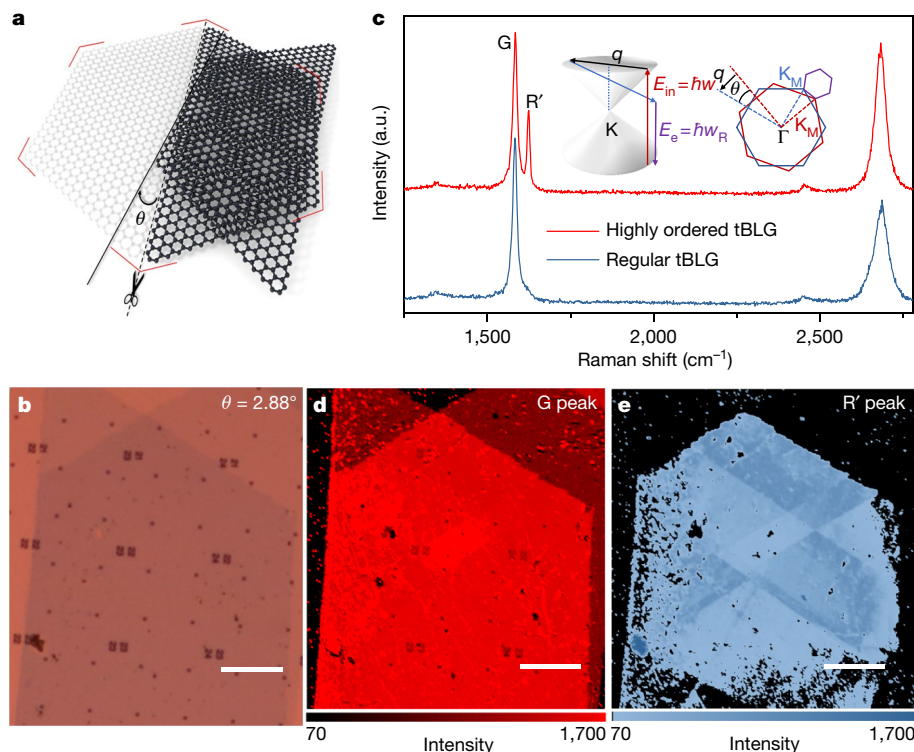 a
θ
c
Intensity (a.u.)
G
R′
q
K
E_in = ħw
E_e = ħw_R
q
θ
K_M
K_M
Γ
Highly ordered tBLG
Regular tBLG
1,500
2,000
2,500
Raman shift (cm⁻¹)
b
θ = 2.88°
d
G peak
e
R′ peak
70
1,700
Intensity
70
1,700
Intensity